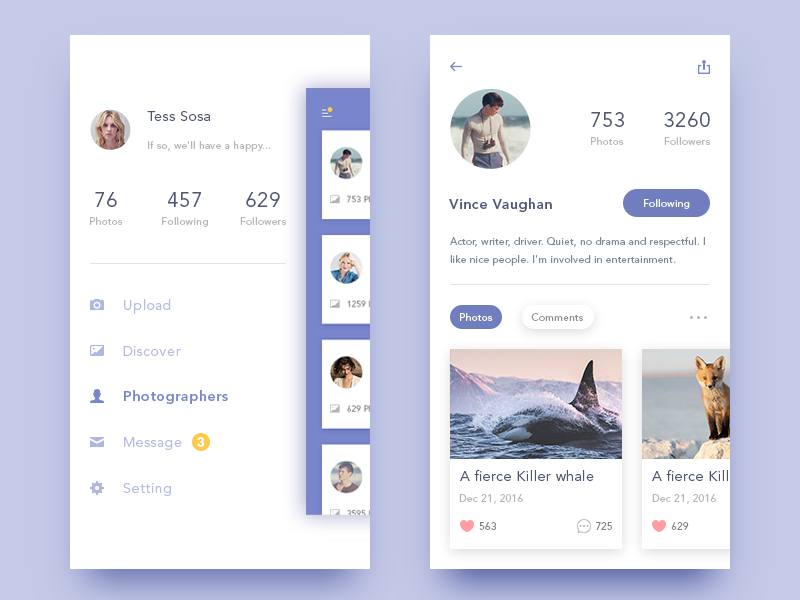 Tess Sosa
If so, we'll have a happy...
76 457 629
Photos Following Followers
Upload
Discover
Photographers
Message 3
Setting
753
1259
629
3595
753 3260
Photos Followers
Vince Vaughan
Following
Actor, writer, driver. Quiet, no drama and respectful. I
like nice people. I'm involved in entertainment.
Photos Comments
A fierce Killer whale
Dec 21, 2016
563 725
A fierce Kill
Dec 21, 2016
629